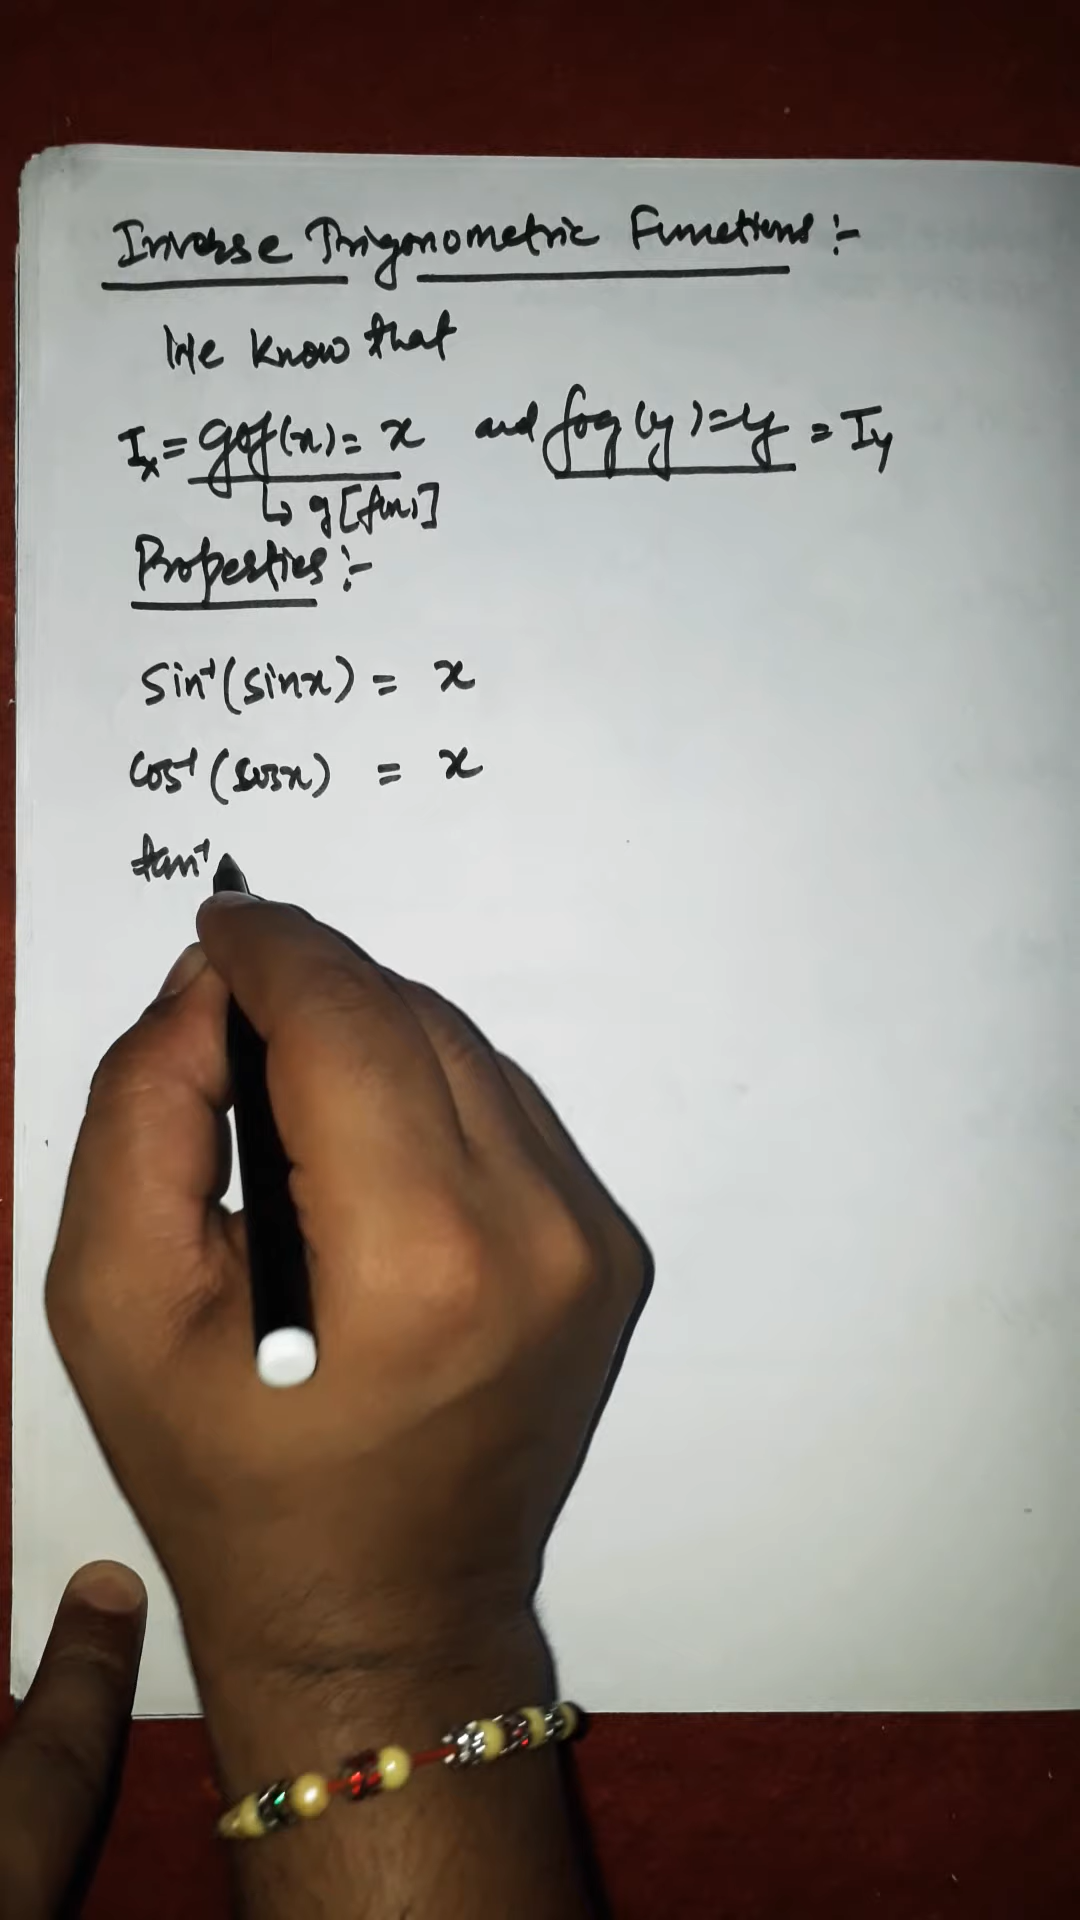 Inverse Trigonometric Functions :-
We know that
Iₓ = gof(x) = x and fog(y) = y = Iᵧ
↳ g[f(x)]
Properties :-
Sin⁻¹(sinx) = x
Cos⁻¹(cosx) = x
tan⁻¹